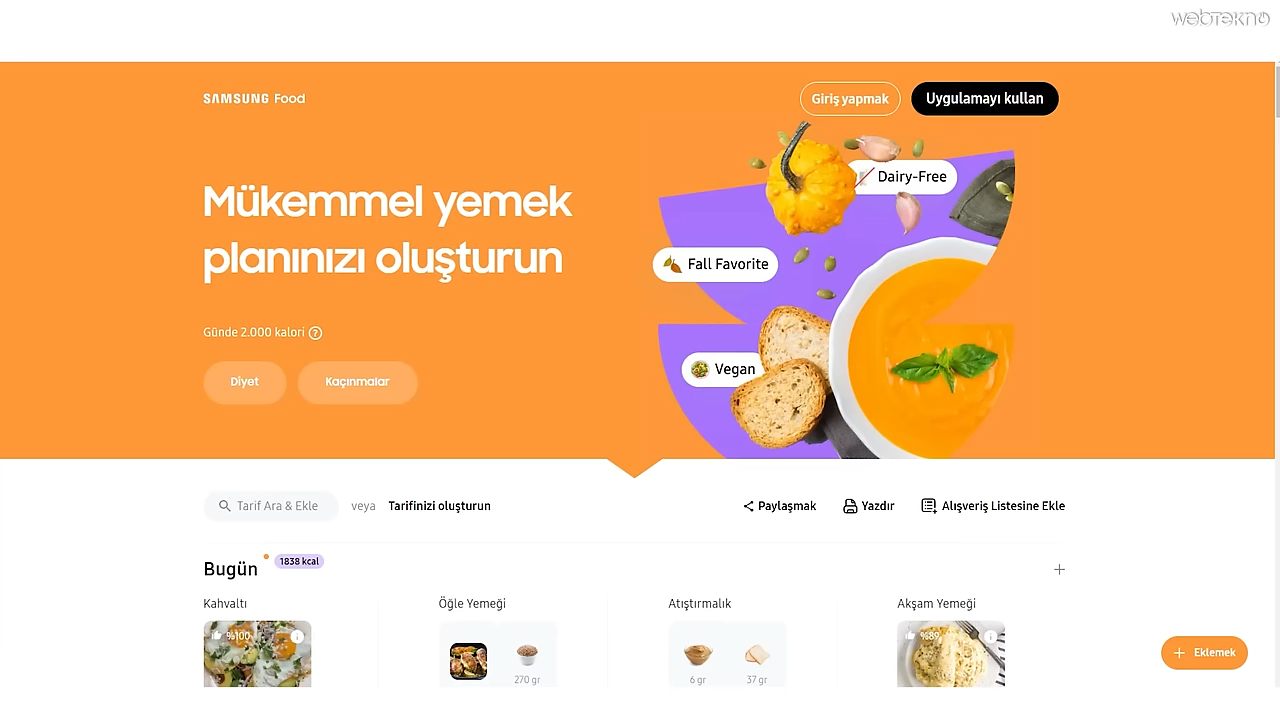 webtekno
SAMSUNG Food
Giriş yapmak
Uygulamayı kullan
Mükemmel yemek
planınızı oluşturun
Dairy-Free
Fall Favorite
Vegan
Günde 2.000 kalori ?
Diyet
Kaçınmalar
Tarif Ara & Ekle
veya
Tarifinizi oluşturun
Paylaşmak
Yazdır
Alışveriş Listesine Ekle
Bugün
1838 kcal
Kahvaltı
Öğle Yemeği
Atıştırmalık
Akşam Yemeği
%100
%89
270 gr
6 gr
37 gr
Eklemek